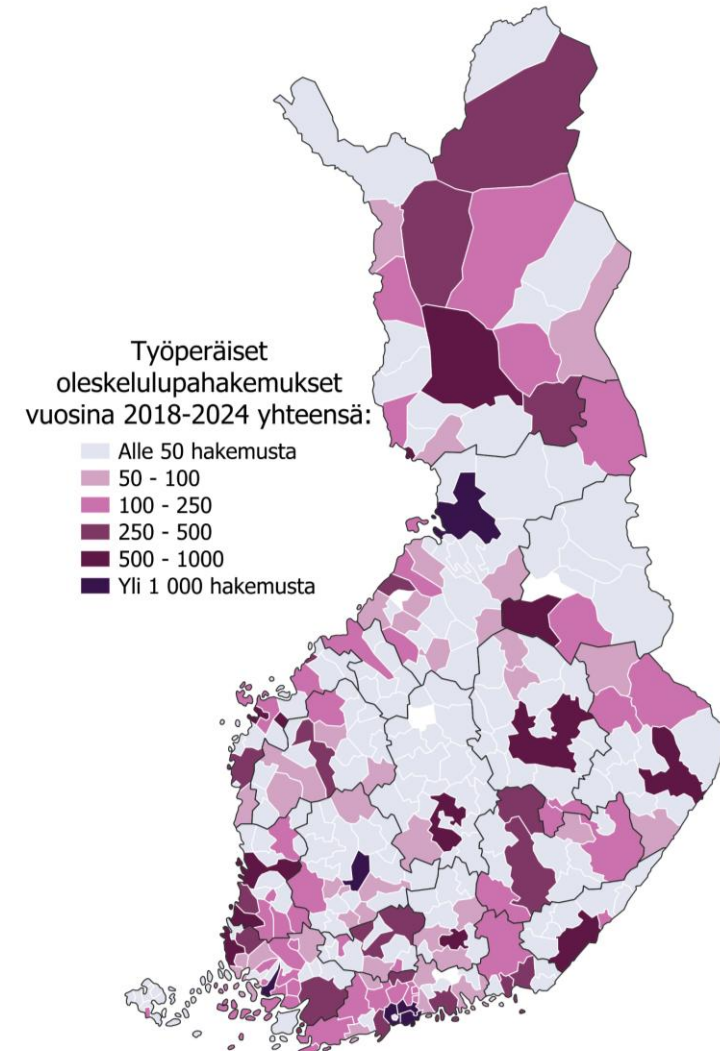 Työperäiset
oleskelulupahakemukset
vuosina 2018-2024 yhteensä:
Alle 50 hakemusta
50 - 100
100 - 250
250 - 500
500 - 1000
Yli 1 000 hakemusta